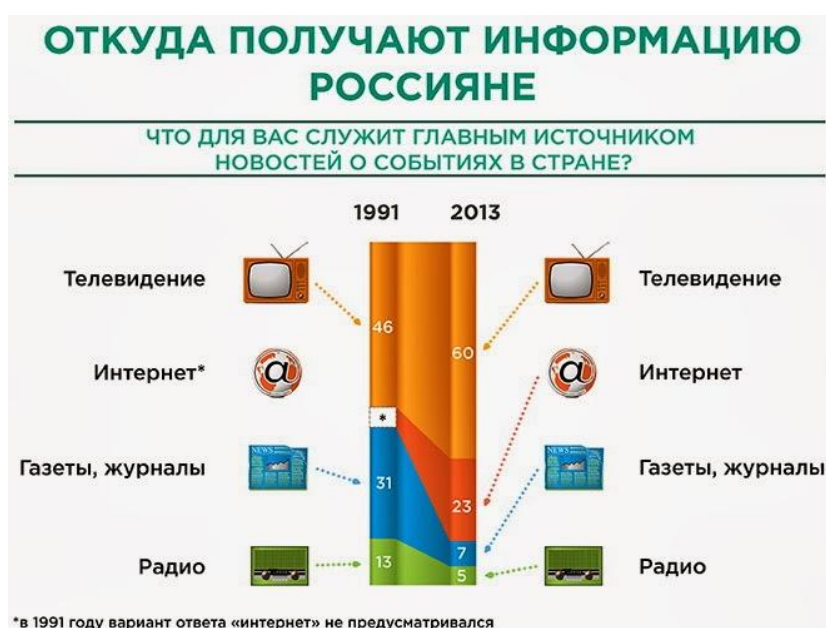 ОТКУДА ПОЛУЧАЮТ ИНФОРМАЦИЮ
РОССИЯНЕ
ЧТО ДЛЯ ВАС СЛУЖИТ ГЛАВНЫМ ИСТОЧНИКОМ
НОВОСТЕЙ О СОБЫТИЯХ В СТРАНЕ?
1991 2013
Телевидение Телевидение
46
60
Интернет* @ @ Интернет
*
Газеты, журналы NEWS NEWS Газеты, журналы
31
23
7
Радио 13 5 Радио
*в 1991 году вариант ответа «интернет» не предусматривался